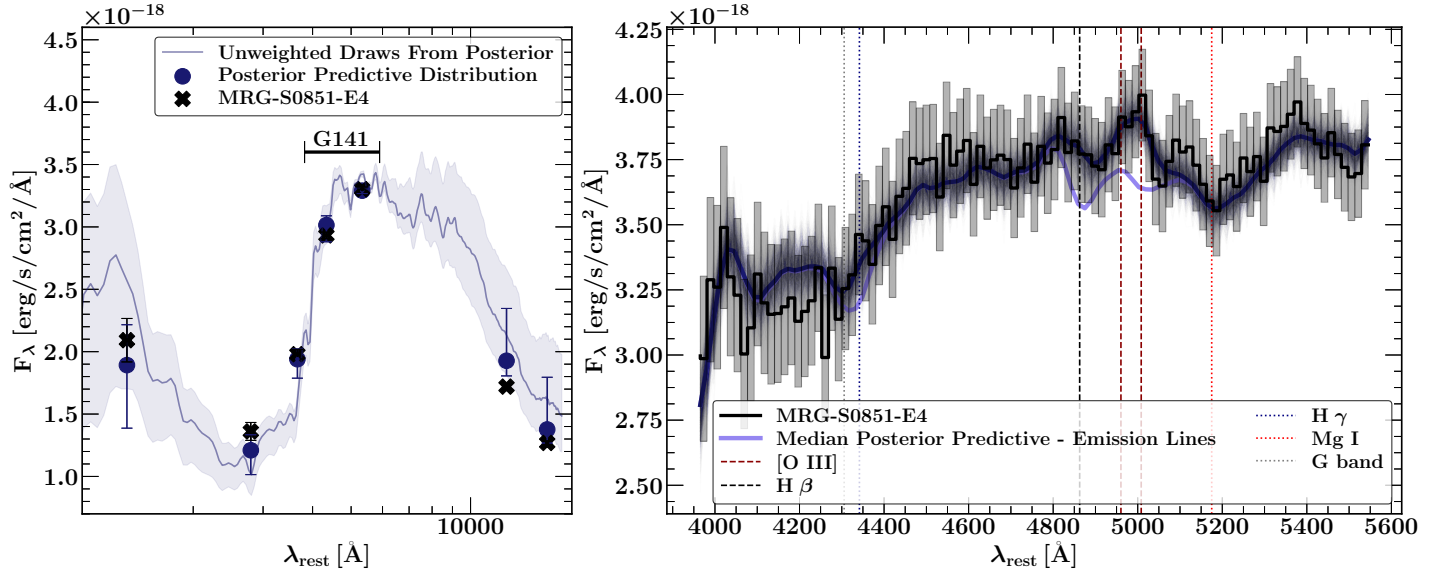 ×10⁻¹⁸
4.5
4.0
3.5
3.0
2.5
2.0
1.5
1.0
F_λ [erg/s/cm²/Å]
Unweighted Draws From Posterior
Posterior Predictive Distribution
MRG-S0851-E4
G141
10000
λ_rest [Å]
×10⁻¹⁸
4.25
4.00
3.75
3.50
3.25
3.00
2.75
2.50
F_λ [erg/s/cm²/Å]
MRG-S0851-E4
Median Posterior Predictive - Emission Lines
[O III]
H β
H γ
Mg I
G band
4000 4200 4400 4600 4800 5000 5200 5400 5600
λ_rest [Å]